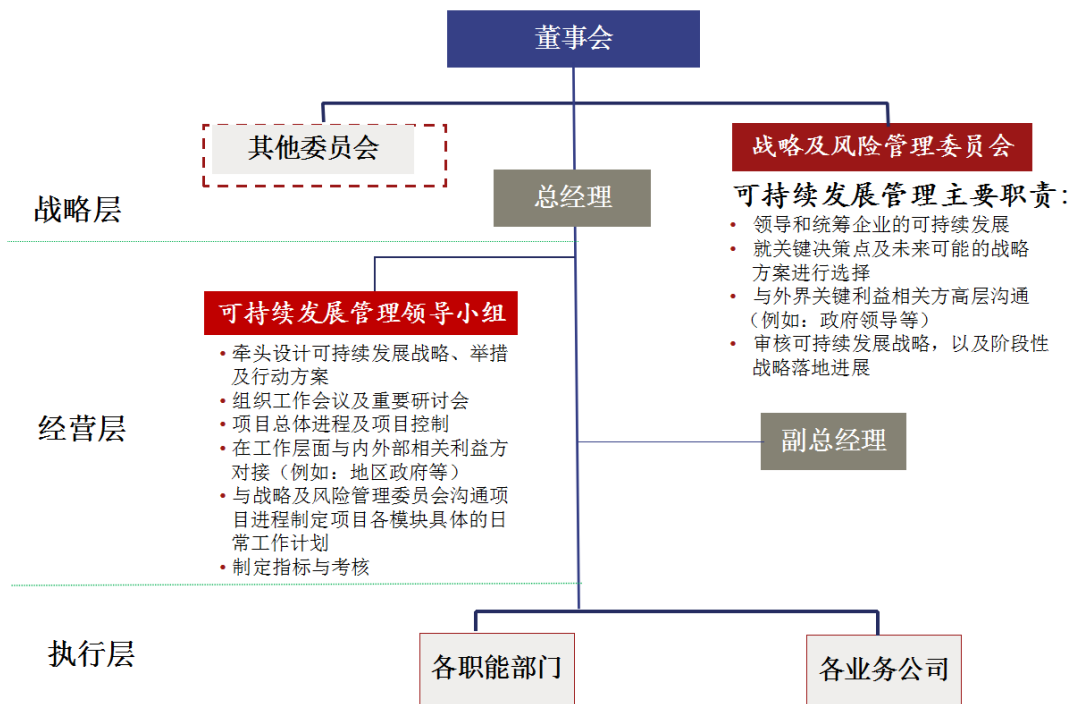 董事会
其他委员会
战略及风险管理委员会
总经理
战略层
可持续发展管理主要职责:
• 领导和统筹企业的可持续发展
• 就关键决策点及未来可能的战略
方案进行选择
• 与外界关键利益相关方高层沟通
（例如：政府领导等）
• 审核可持续发展战略，以及阶段性
战略落地进展
可持续发展管理领导小组
• 牵头设计可持续发展战略、举措
及行动方案
• 组织工作会议及重要研讨会
• 项目总体进程及项目控制
• 在工作层面与内外部相关利益方
对接（例如：地区政府等）
• 与战略及风险管理委员会沟通项
目进程制定项目各模块具体的日
常工作计划
• 制定指标与考核
经营层
副总经理
执行层
各职能部门
各业务公司